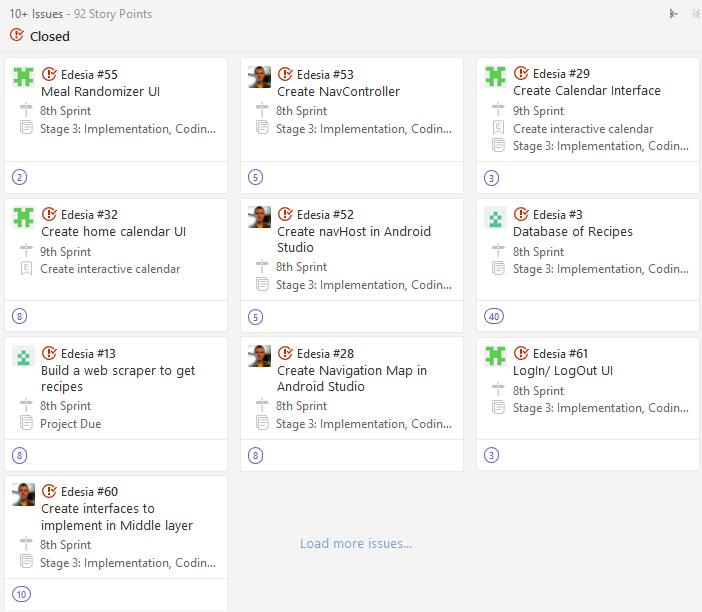 10+ Issues - 92 Story Points
Closed
Edesia #55
Meal Randomizer UI
8th Sprint
Stage 3: Implementation, Codin...
2
Edesia #53
Create NavController
8th Sprint
Stage 3: Implementation, Codin...
5
Edesia #29
Create Calendar Interface
9th Sprint
Create interactive calendar
Stage 3: Implementation, Codin...
3
Edesia #32
Create home calendar UI
9th Sprint
Create interactive calendar
8
Edesia #52
Create navHost in Android
Studio
8th Sprint
Stage 3: Implementation, Codin...
5
Edesia #3
Database of Recipes
8th Sprint
Stage 3: Implementation, Codin...
40
Edesia #13
Build a web scraper to get
recipes
8th Sprint
Project Due
8
Edesia #28
Create Navigation Map in
Android Studio
8th Sprint
Stage 3: Implementation, Codin...
8
Edesia #61
LogIn/ LogOut UI
8th Sprint
Stage 3: Implementation, Codin...
3
Edesia #60
Create interfaces to
implement in Middle layer
8th Sprint
Stage 3: Implementation, Codin...
10
Load more issues...